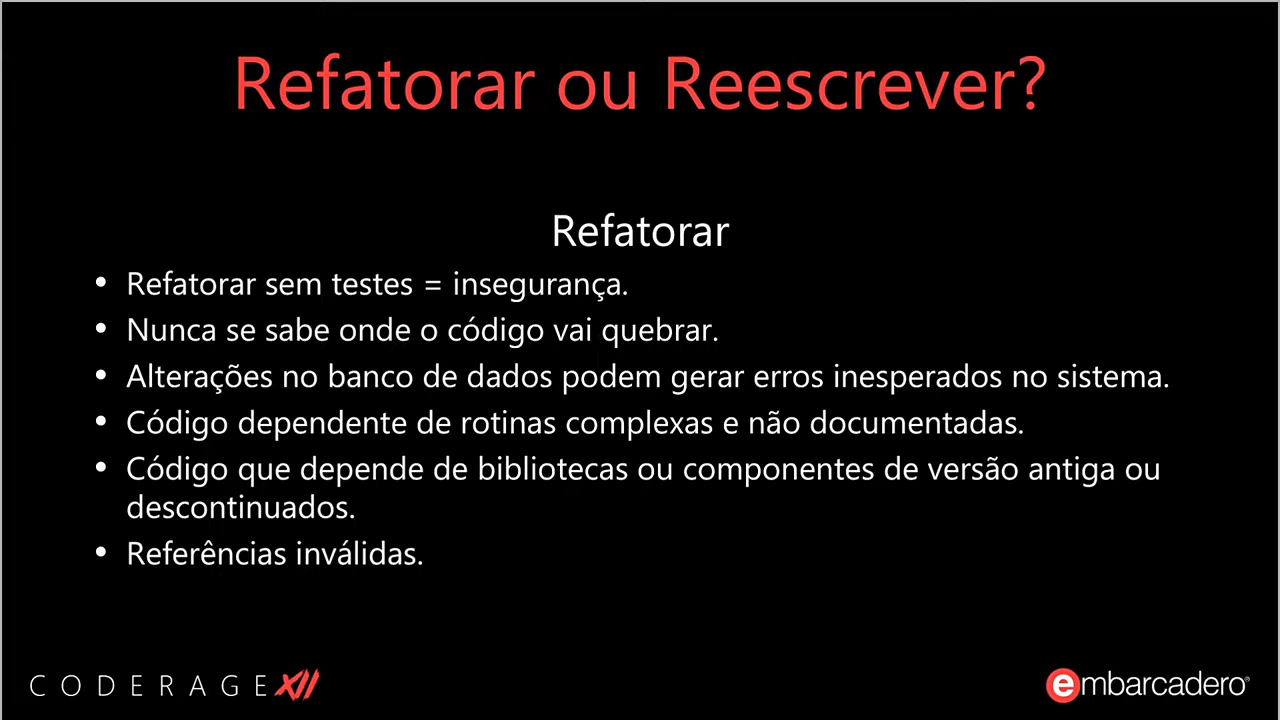 Refatorar ou Reescrever?
Refatorar
• Refatorar sem testes = insegurança.
• Nunca se sabe onde o código vai quebrar.
• Alterações no banco de dados podem gerar erros inesperados no sistema.
• Código dependente de rotinas complexas e não documentadas.
• Código que depende de bibliotecas ou componentes de versão antiga ou
descontinuados.
• Referências inválidas.
CODERAGE XII
embarcadero®